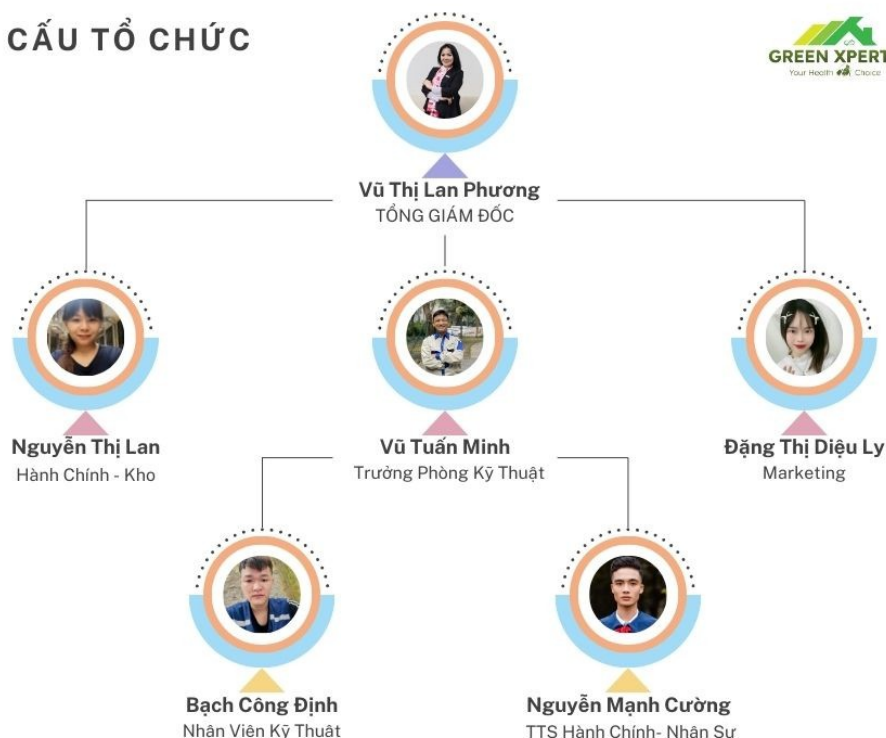 CẤU TỔ CHỨC
GREEN XPERT
Your Health Choice
Vũ Thị Lan Phương
TỔNG GIÁM ĐỐC
Nguyễn Thị Lan
Hành Chính - Kho
Vũ Tuấn Minh
Trưởng Phòng Kỹ Thuật
Đặng Thị Diệu Ly
Marketing
Bạch Công Định
Nhân Viên Kỹ Thuật
Nguyễn Mạnh Cường
TTS Hành Chính- Nhân Sự